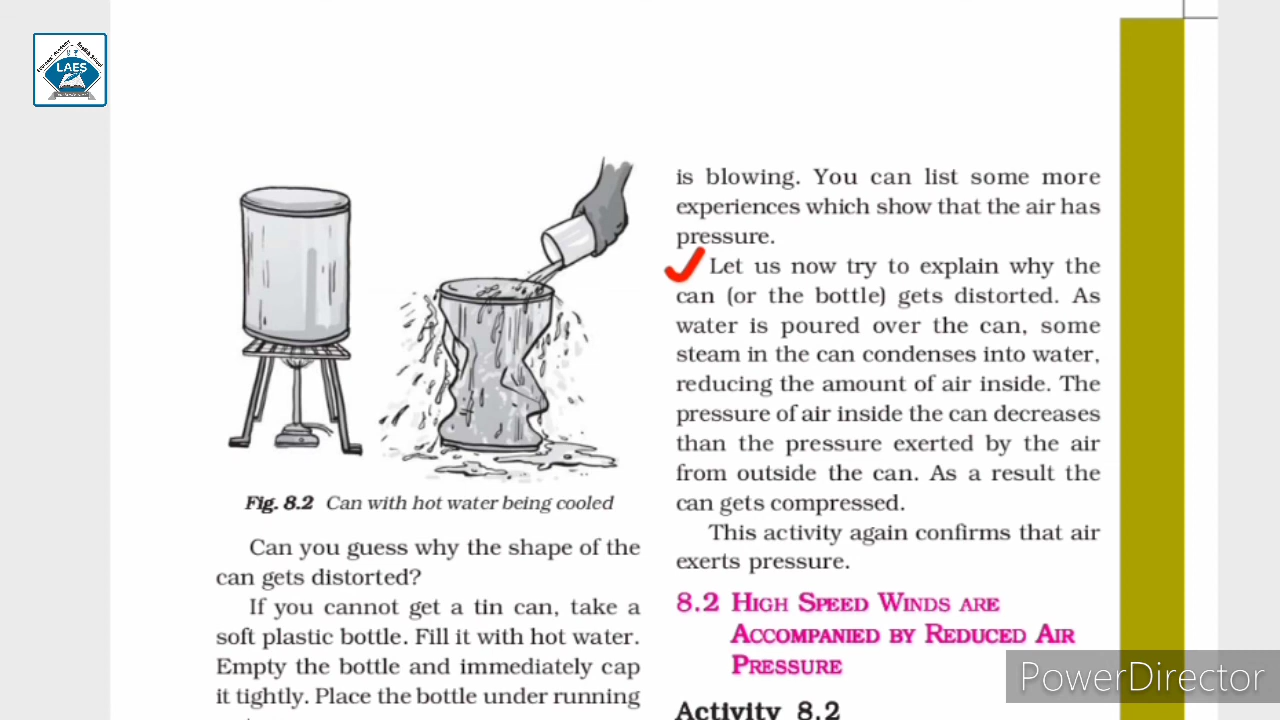 LAES
Fig. 8.2 Can with hot water being cooled
Can you guess why the shape of the
can gets distorted?
If you cannot get a tin can, take a
soft plastic bottle. Fill it with hot water.
Empty the bottle and immediately cap
it tightly. Place the bottle under running
is blowing. You can list some more
experiences which show that the air has
pressure.
Let us now try to explain why the
can (or the bottle) gets distorted. As
water is poured over the can, some
steam in the can condenses into water,
reducing the amount of air inside. The
pressure of air inside the can decreases
than the pressure exerted by the air
from outside the can. As a result the
can gets compressed.
This activity again confirms that air
exerts pressure.
8.2 HIGH SPEED WINDS ARE
ACCOMPANIED BY REDUCED AIR
PRESSURE
Activity 8.2
PowerDirector